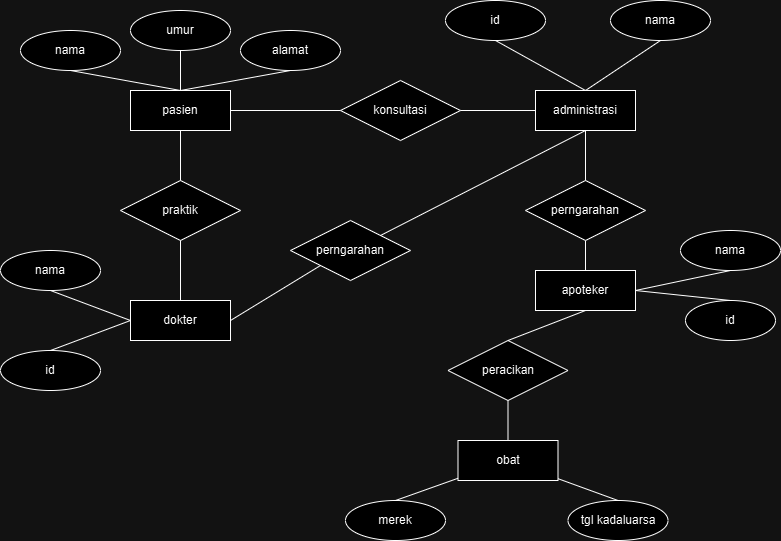 id
nama
umur
nama
alamat
pasien
konsultasi
administrasi
praktik
perngarahan
perngarahan
nama
nama
apoteker
dokter
id
id
peracikan
obat
merek
tgl kadaluarsa